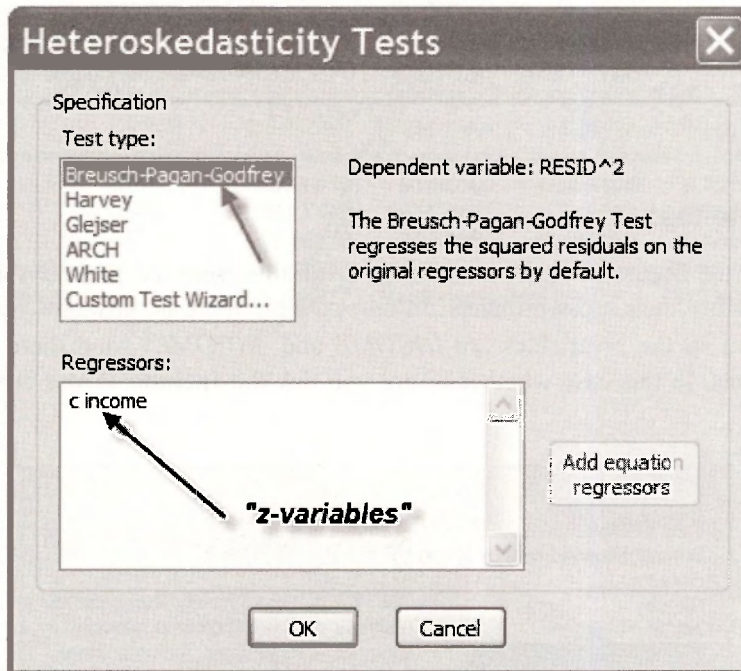 Heteroskedasticity Tests
Specification
Test type:
Breusch-Pagan-Godfrey
Harvey
Glejser
ARCH
White
Custom Test Wizard...
Dependent variable: RESID^2
The Breusch-Pagan-Godfrey Test
regresses the squared residuals on the
original regressors by default.
Regressors:
c income
"z-variables"
Add equation
regressors
OK
Cancel